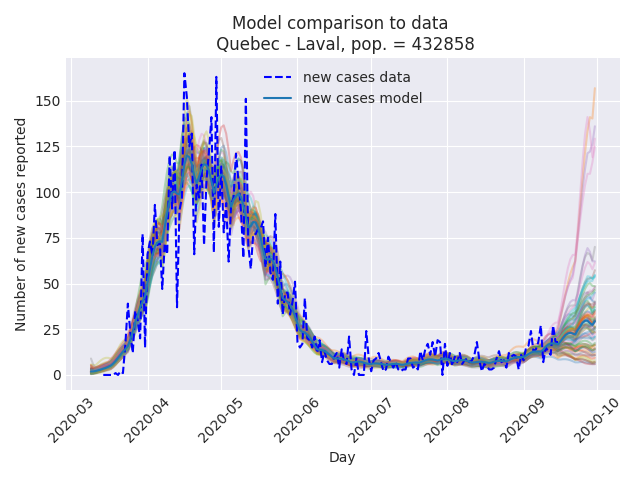 Model comparison to data
Quebec - Laval, pop. = 432858
new cases data
new cases model
Number of new cases reported
150
125
100
75
50
25
0
2020-03
2020-04
2020-05
2020-06
2020-07
2020-08
2020-09
2020-10
Day